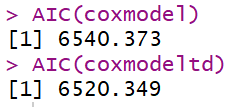 > AIC(coxmodel)
[1] 6540.373
> AIC(coxmodeltd)
[1] 6520.349